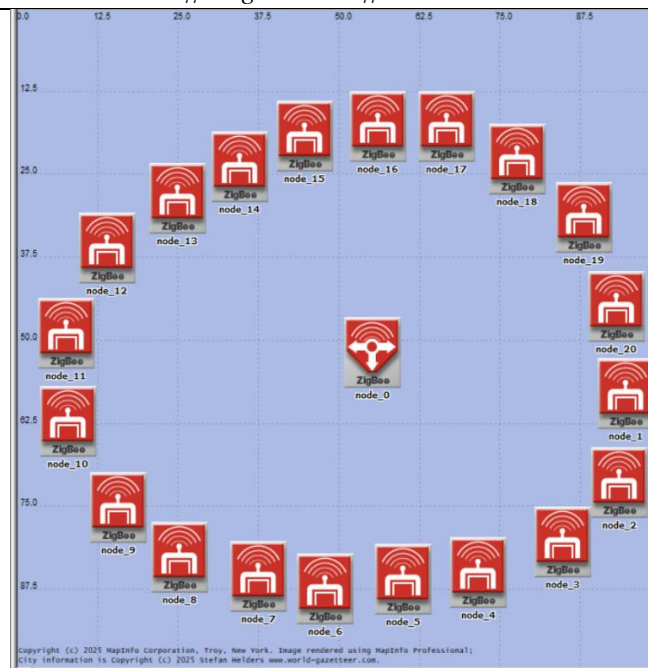 0.0 12.5 25.0 37.5 50.0 62.5 75.0 87.5
12.5
ZigBee
node_16
ZigBee
node_17
ZigBee
node_15
25.0
ZigBee
node_14
ZigBee
node_18
ZigBee
node_13
ZigBee
node_19
37.5
ZigBee
node_12
50.0
ZigBee
node_11
ZigBee
node_20
ZigBee
node_0
62.5
ZigBee
node_10
ZigBee
node_1
75.0
ZigBee
node_9
ZigBee
node_2
87.5
ZigBee
node_8
ZigBee
node_3
ZigBee
node_7
ZigBee
node_6
ZigBee
node_5
ZigBee
node_4
Copyright (c) 2025 MapInfo Corporation, Troy, New York. Image rendered using MapInfo Professional;
City information is Copyright (c) 2025 Stefan Helders www.world-gazetteer.com.